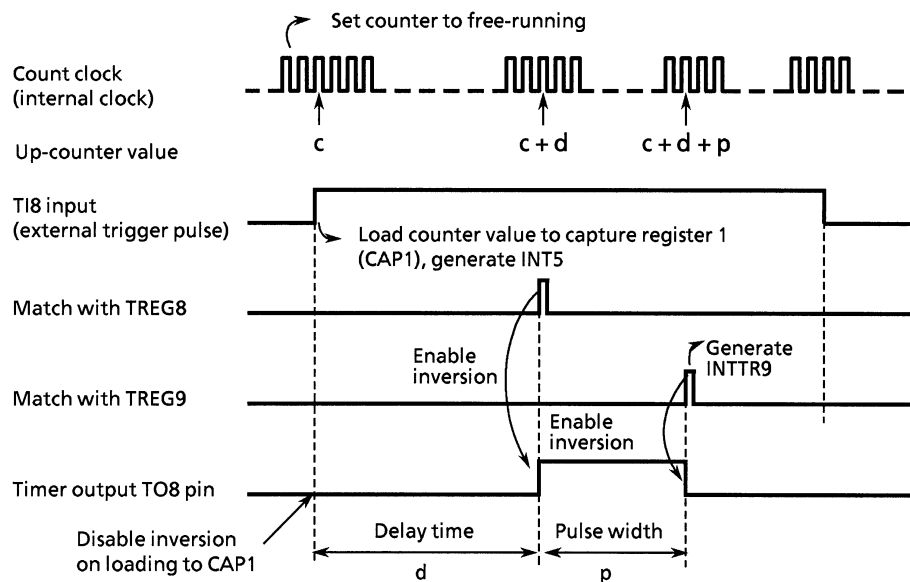 Set counter to free-running
Count clock
(internal clock)
c
c + d
c + d + p
Up-counter value
TI8 input
(external trigger pulse)
Load counter value to capture register 1
(CAP1), generate INT5
Match with TREG8
Enable
inversion
Generate
INTTR9
Match with TREG9
Enable
inversion
Timer output TO8 pin
Disable inversion
on loading to CAP1
Delay time
Pulse width
d
p